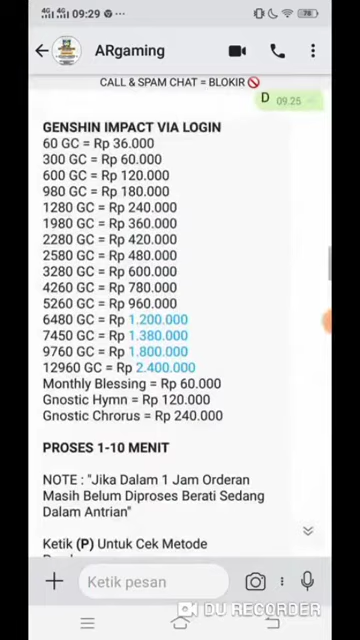 4G 4G 09:29
78
ARgaming
CALL & SPAM CHAT = BLOKIR 🚫
D 09.25
GENSHIN IMPACT VIA LOGIN
60 GC = Rp 36.000
300 GC = Rp 60.000
600 GC = Rp 120.000
980 GC = Rp 180.000
1280 GC = Rp 240.000
1980 GC = Rp 360.000
2280 GC = Rp 420.000
2580 GC = Rp 480.000
3280 GC = Rp 600.000
4260 GC = Rp 780.000
5260 GC = Rp 960.000
6480 GC = Rp 1.200.000
7450 GC = Rp 1.380.000
9760 GC = Rp 1.800.000
12960 GC = Rp 2.400.000
Monthly Blessing = Rp 60.000
Gnostic Hymn = Rp 120.000
Gnostic Chrorus = Rp 240.000
PROSES 1-10 MENIT
NOTE : "Jika Dalam 1 Jam Orderan
Masih Belum Diproses Berati Sedang
Dalam Antrian"
Ketik (P) Untuk Cek Metode
Ketik pesan
DU RECORDER